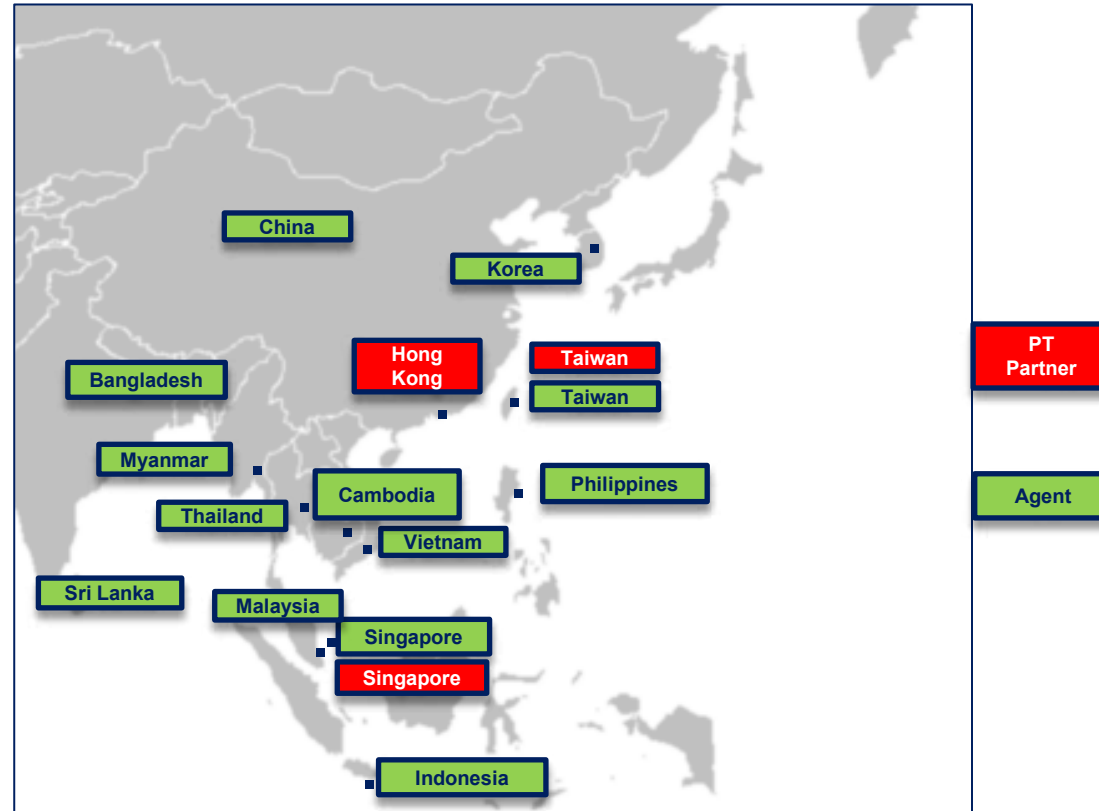 China
Korea
Hong
Kong
Taiwan
PT
Partner
Bangladesh
Taiwan
Myanmar
Cambodia
Philippines
Agent
Thailand
Vietnam
Sri Lanka
Malaysia
Singapore
Singapore
Indonesia